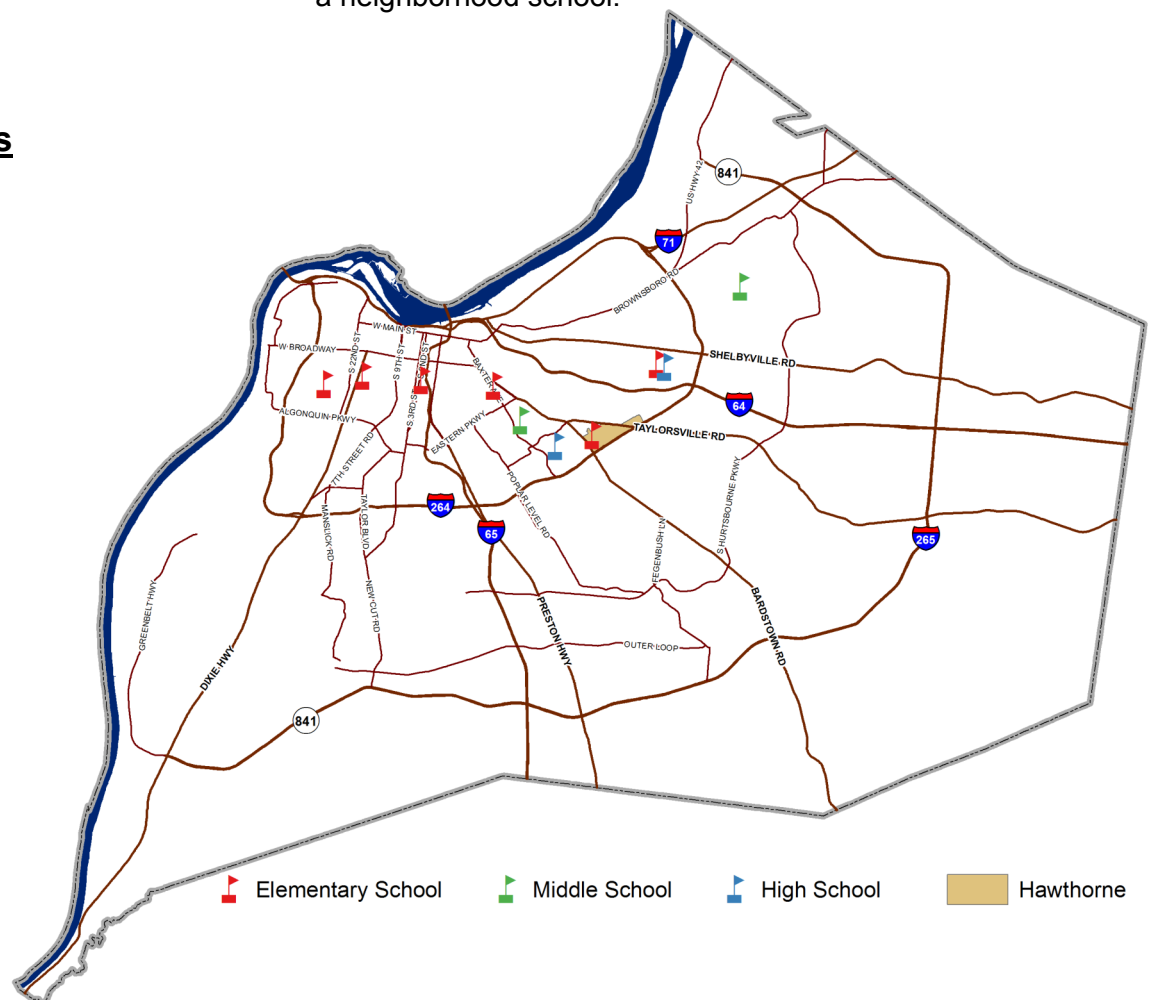 a neighborhood school.
s
841
US HWY 42
71
BROWNSBORO RD
W MAIN ST
W BROADWAY
S 22ND ST
S 9TH ST
SHELBYVILLE RD
64
ALGONQUIN PKWY
EASTERN PKWY
TAYLORSVILLE RD
7TH STREET RD
264
POPLAR LEVEL RD
65
MANSLICK RD
TAYLOR BLVD
FEGENBUSH LN
S HURTSBOURNE PKWY
265
GREENBELT HWY
NEW CUT RD
PRESTON HWY
BARDSTOWN RD
OUTER LOOP
DIXIE HWY
841
Elementary School
Middle School
High School
Hawthorne